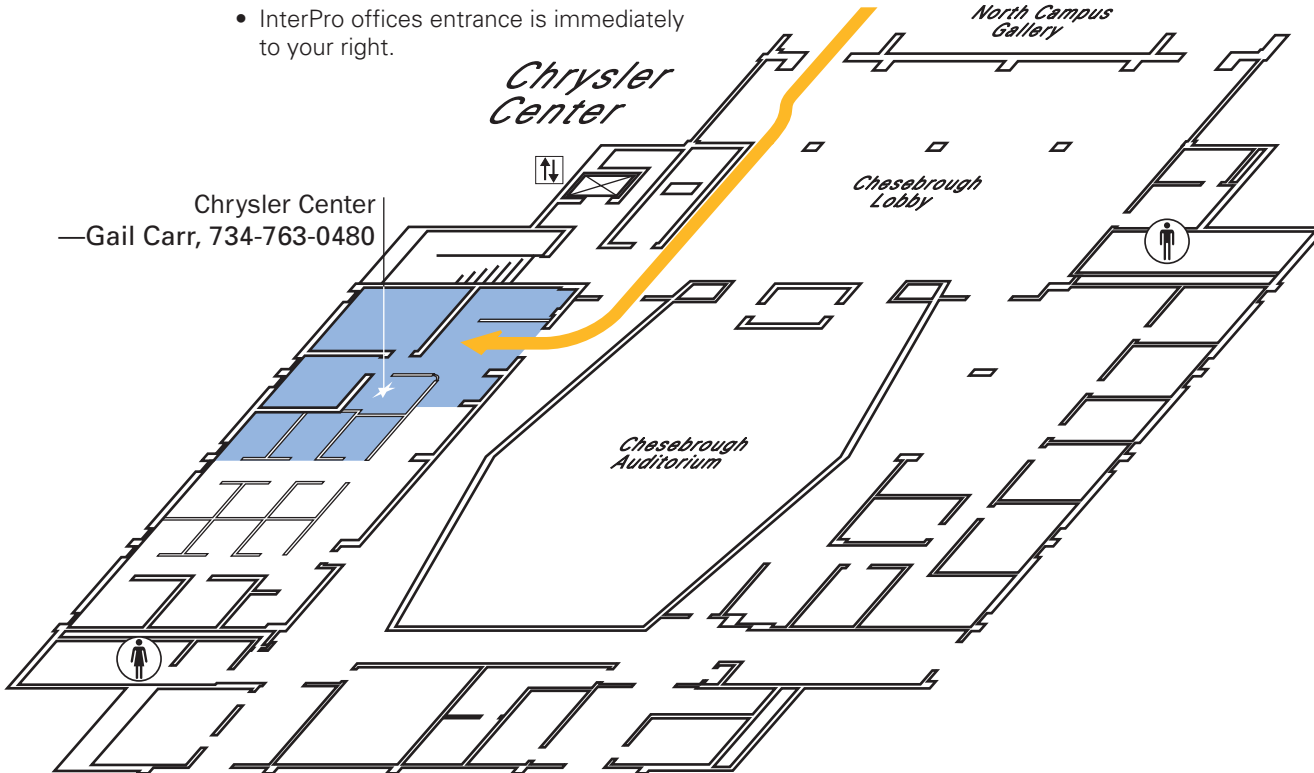 • InterPro offices entrance is immediately
to your right.
North Campus
Gallery
Chrysler
Center
Chesebrough
Lobby
Chrysler Center
—Gail Carr, 734-763-0480
Chesebrough
Auditorium